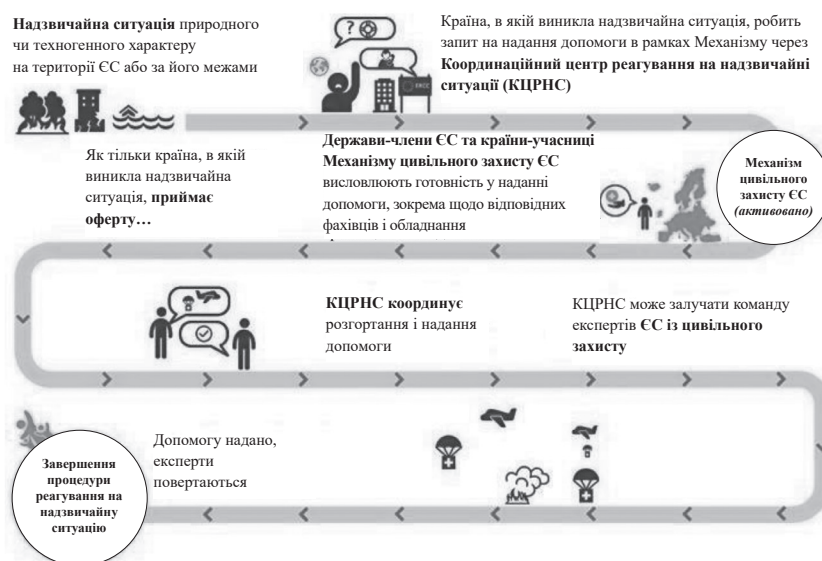 Надзвичайна ситуація природного
чи техногенного характеру
на території ЄС або за його межами
Країна, в якій виникла надзвичайна ситуація, робить
запит на надання допомоги в рамках Механізму через
Координаційний центр реагування на надзвичайні
ситуації (КЦРНС)
?
ERCC
Механізм
цивільного
захисту ЄС
(активовано)
Держави-члени ЄС та країни-учасниці
Механізму цивільного захисту ЄС
висловлюють готовність у наданні
допомоги, зокрема щодо відповідних
фахівців і обладнання
Як тільки країна, в якій
виникла надзвичайна
ситуація, приймає
оферту…
КЦРНС координує
розгортання і надання
допомоги
КЦРНС може залучати команду
експертів ЄС із цивільного
захисту
Допомогу надано,
експерти
повертаються
Завершення
процедури
реагування на
надзвичайну
ситуацію